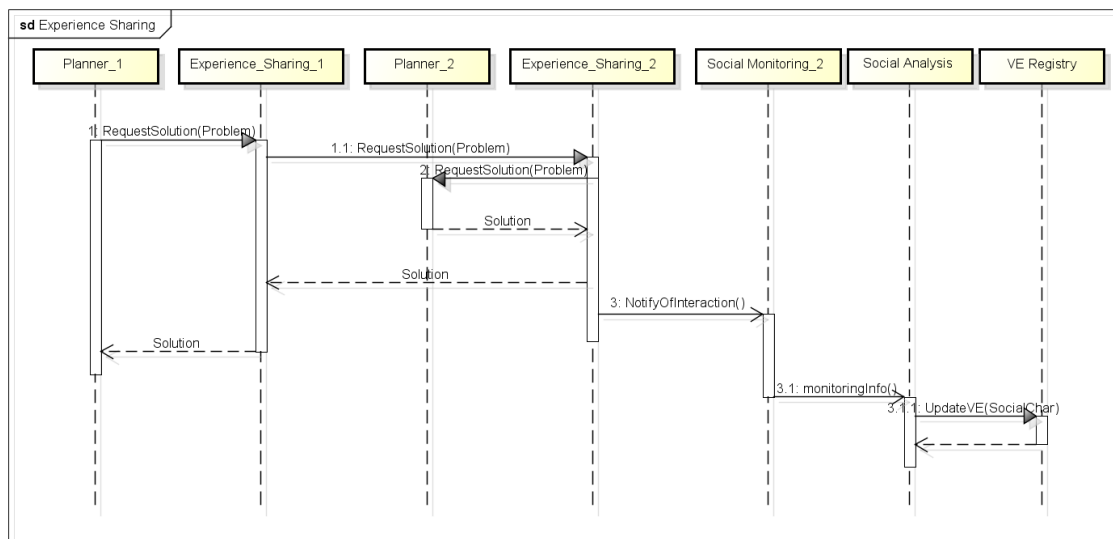 sd Experience Sharing
Planner_1
Experience_Sharing_1
Planner_2
Experience_Sharing_2
Social Monitoring_2
Social Analysis
VE Registry
1: RequestSolution(Problem)
1.1: RequestSolution(Problem)
2: RequestSolution(Problem)
Solution
Solution
3: NotifyOfInteraction()
Solution
3.1: monitoringInfo()
3.1.1: UpdateVE(SocialChar)